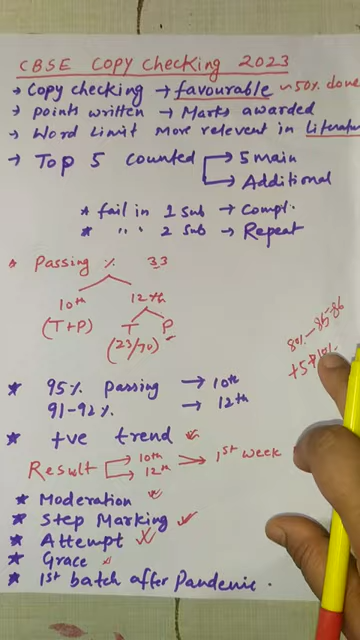 CBSE Copy Checking 2023
→ Copy checking → favourable ~50% done
→ points written → Marks awarded
→ Word Limit More relevent in Literature
→ Top 5 counted → 5 main
→ Additional
* fail in 1 Sub → Compt.
* " " 2 Sub → Repeat
* Passing % 33
10th 12th
(T+P) T P
(23/70)
80% - 85-86
+5%
* 95% Passing → 10th
91-92% → 12th
* +ve trend
Result → 10th → 1st week
→ 12th
* Moderation
* Step Marking
* Attempt
* Grace
* 1st batch after Pandemic.